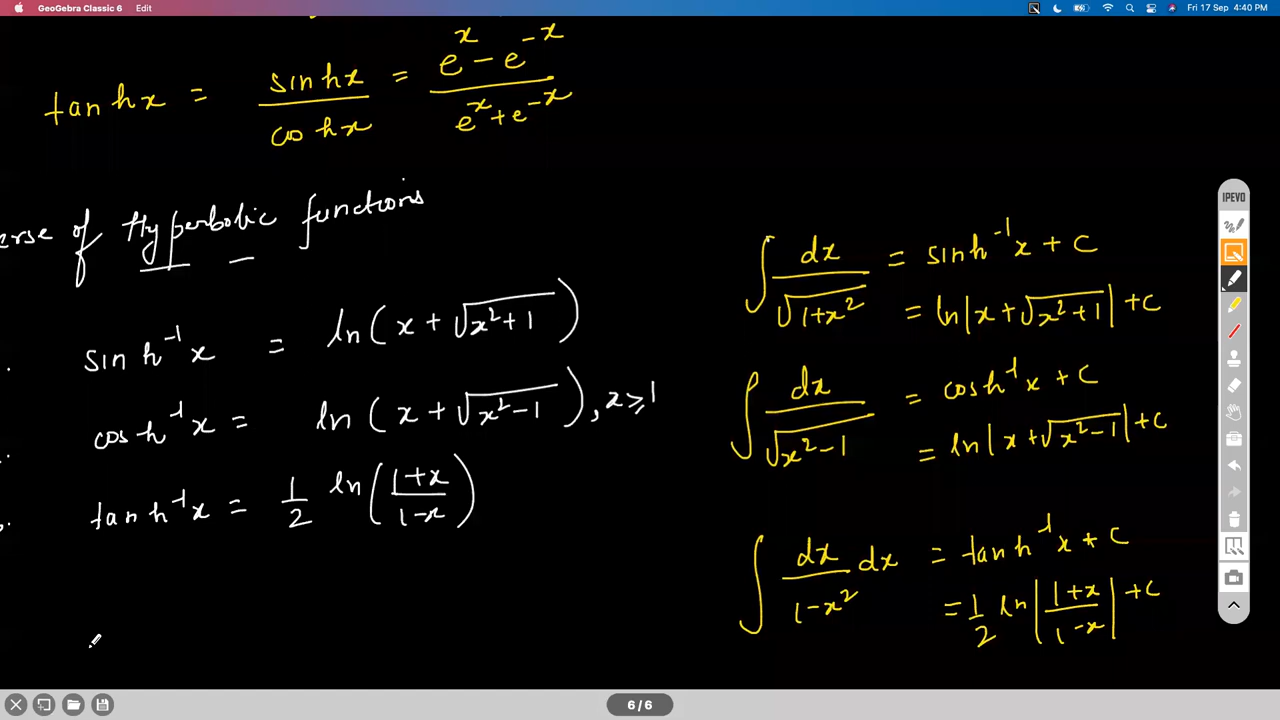 GeoGebra Classic 6 Edit Fri 17 Sep 4:40 PM
tanhx = sinhx/coshx = (e^x - e^-x)/(e^x + e^-x)
erse of Hyperbolic functions
sinh^-1 x = ln(x + √(x²+1))
cosh^-1 x = ln(x + √(x²-1)), x ≥ 1
tanh^-1 x = 1/2 ln((1+x)/(1-x))
∫ dx/√(1+x²) = sinh^-1 x + c
= ln|x + √(x²+1)| + c
∫ dx/√(x²-1) = cosh^-1 x + c
= ln|x + √(x²-1)| + c
∫ dx/(1-x²) dx = tanh^-1 x + c
= 1/2 ln|(1+x)/(1-x)| + c
IPEVO
6/6